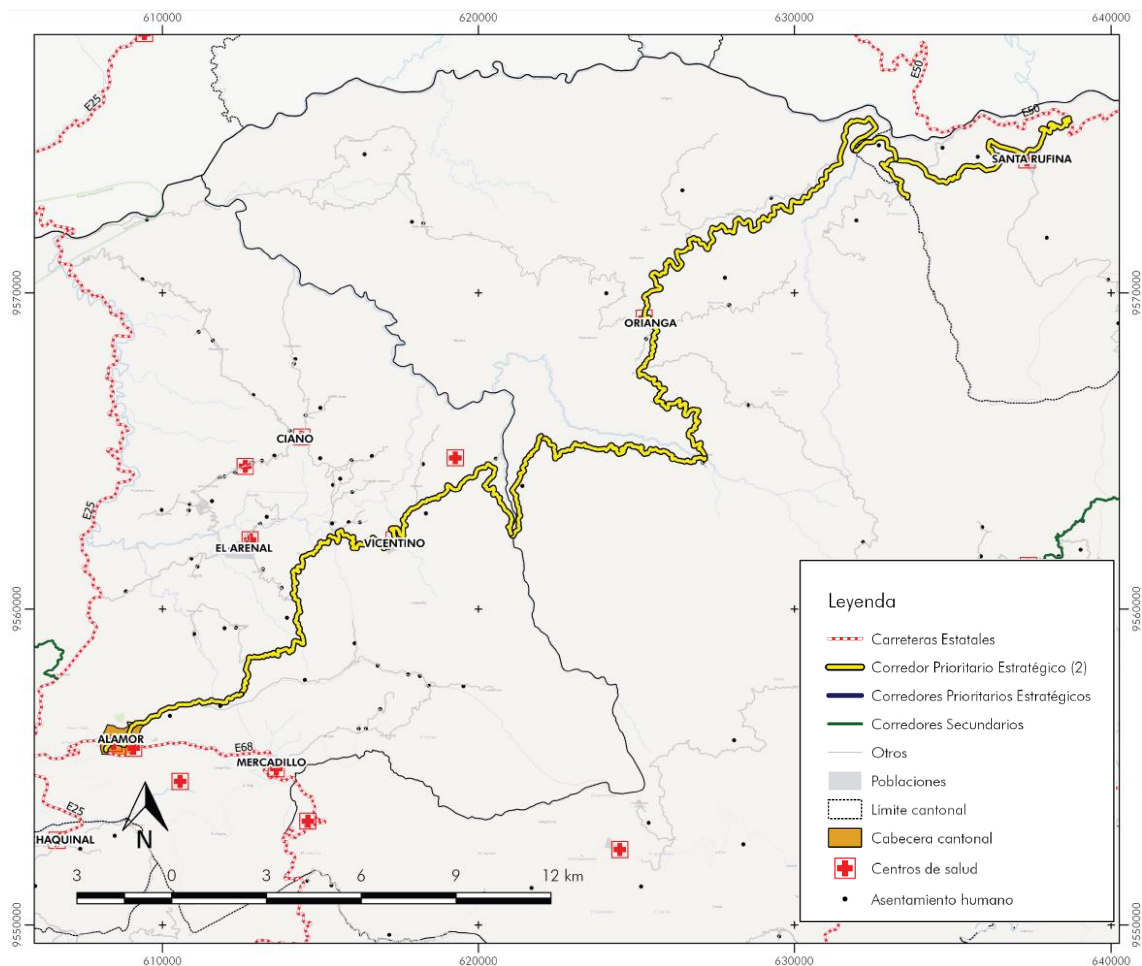 610000
620000
630000
640000
E50
E25
E50
SANTA RUFINA
9570000
9570000
ORIANGA
CIANO
VICENTINO
EL ARENAL
E25
9560000
9560000
Leyenda
Carreteras Estatales
Corredor Prioritario Estratégico (2)
Corredores Prioritarios Estratégicos
Corredores Secundarios
Otros
Poblaciones
Límite cantonal
Cabecera cantonal
Centros de salud
Asentamiento humano
ALAMOR
E68
MERCADILLO
E25
HAQUINAL
N
3 0 3 6 9 12 km
9550000
9550000
610000
620000
630000
640000